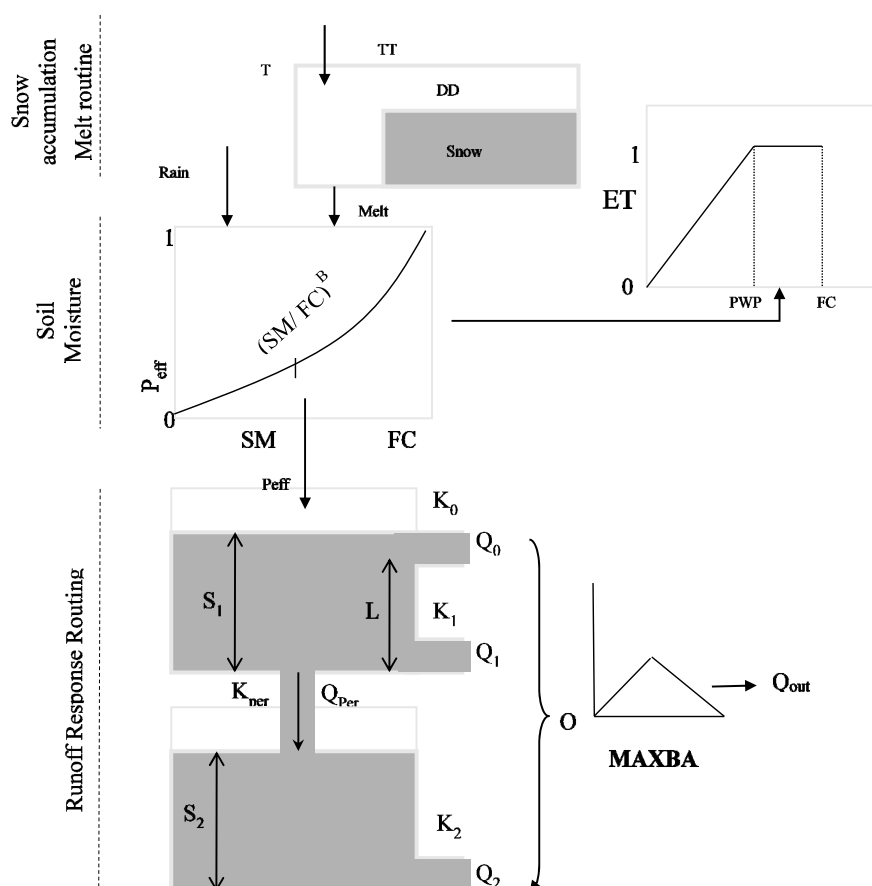 Snow
accumulation
Melt routine
T
TT
DD
Snow
Rain
Melt
1
ET
0
PWP
FC
Soil
Moisture
1
(SM/ FC)^B
P_eff
0
SM
FC
Peff
Runoff Response Routing
K_0
Q_0
S_1
L
K_1
Q_1
K_per
Q_Per
S_2
K_2
Q_2
O
Q_out
MAXBA